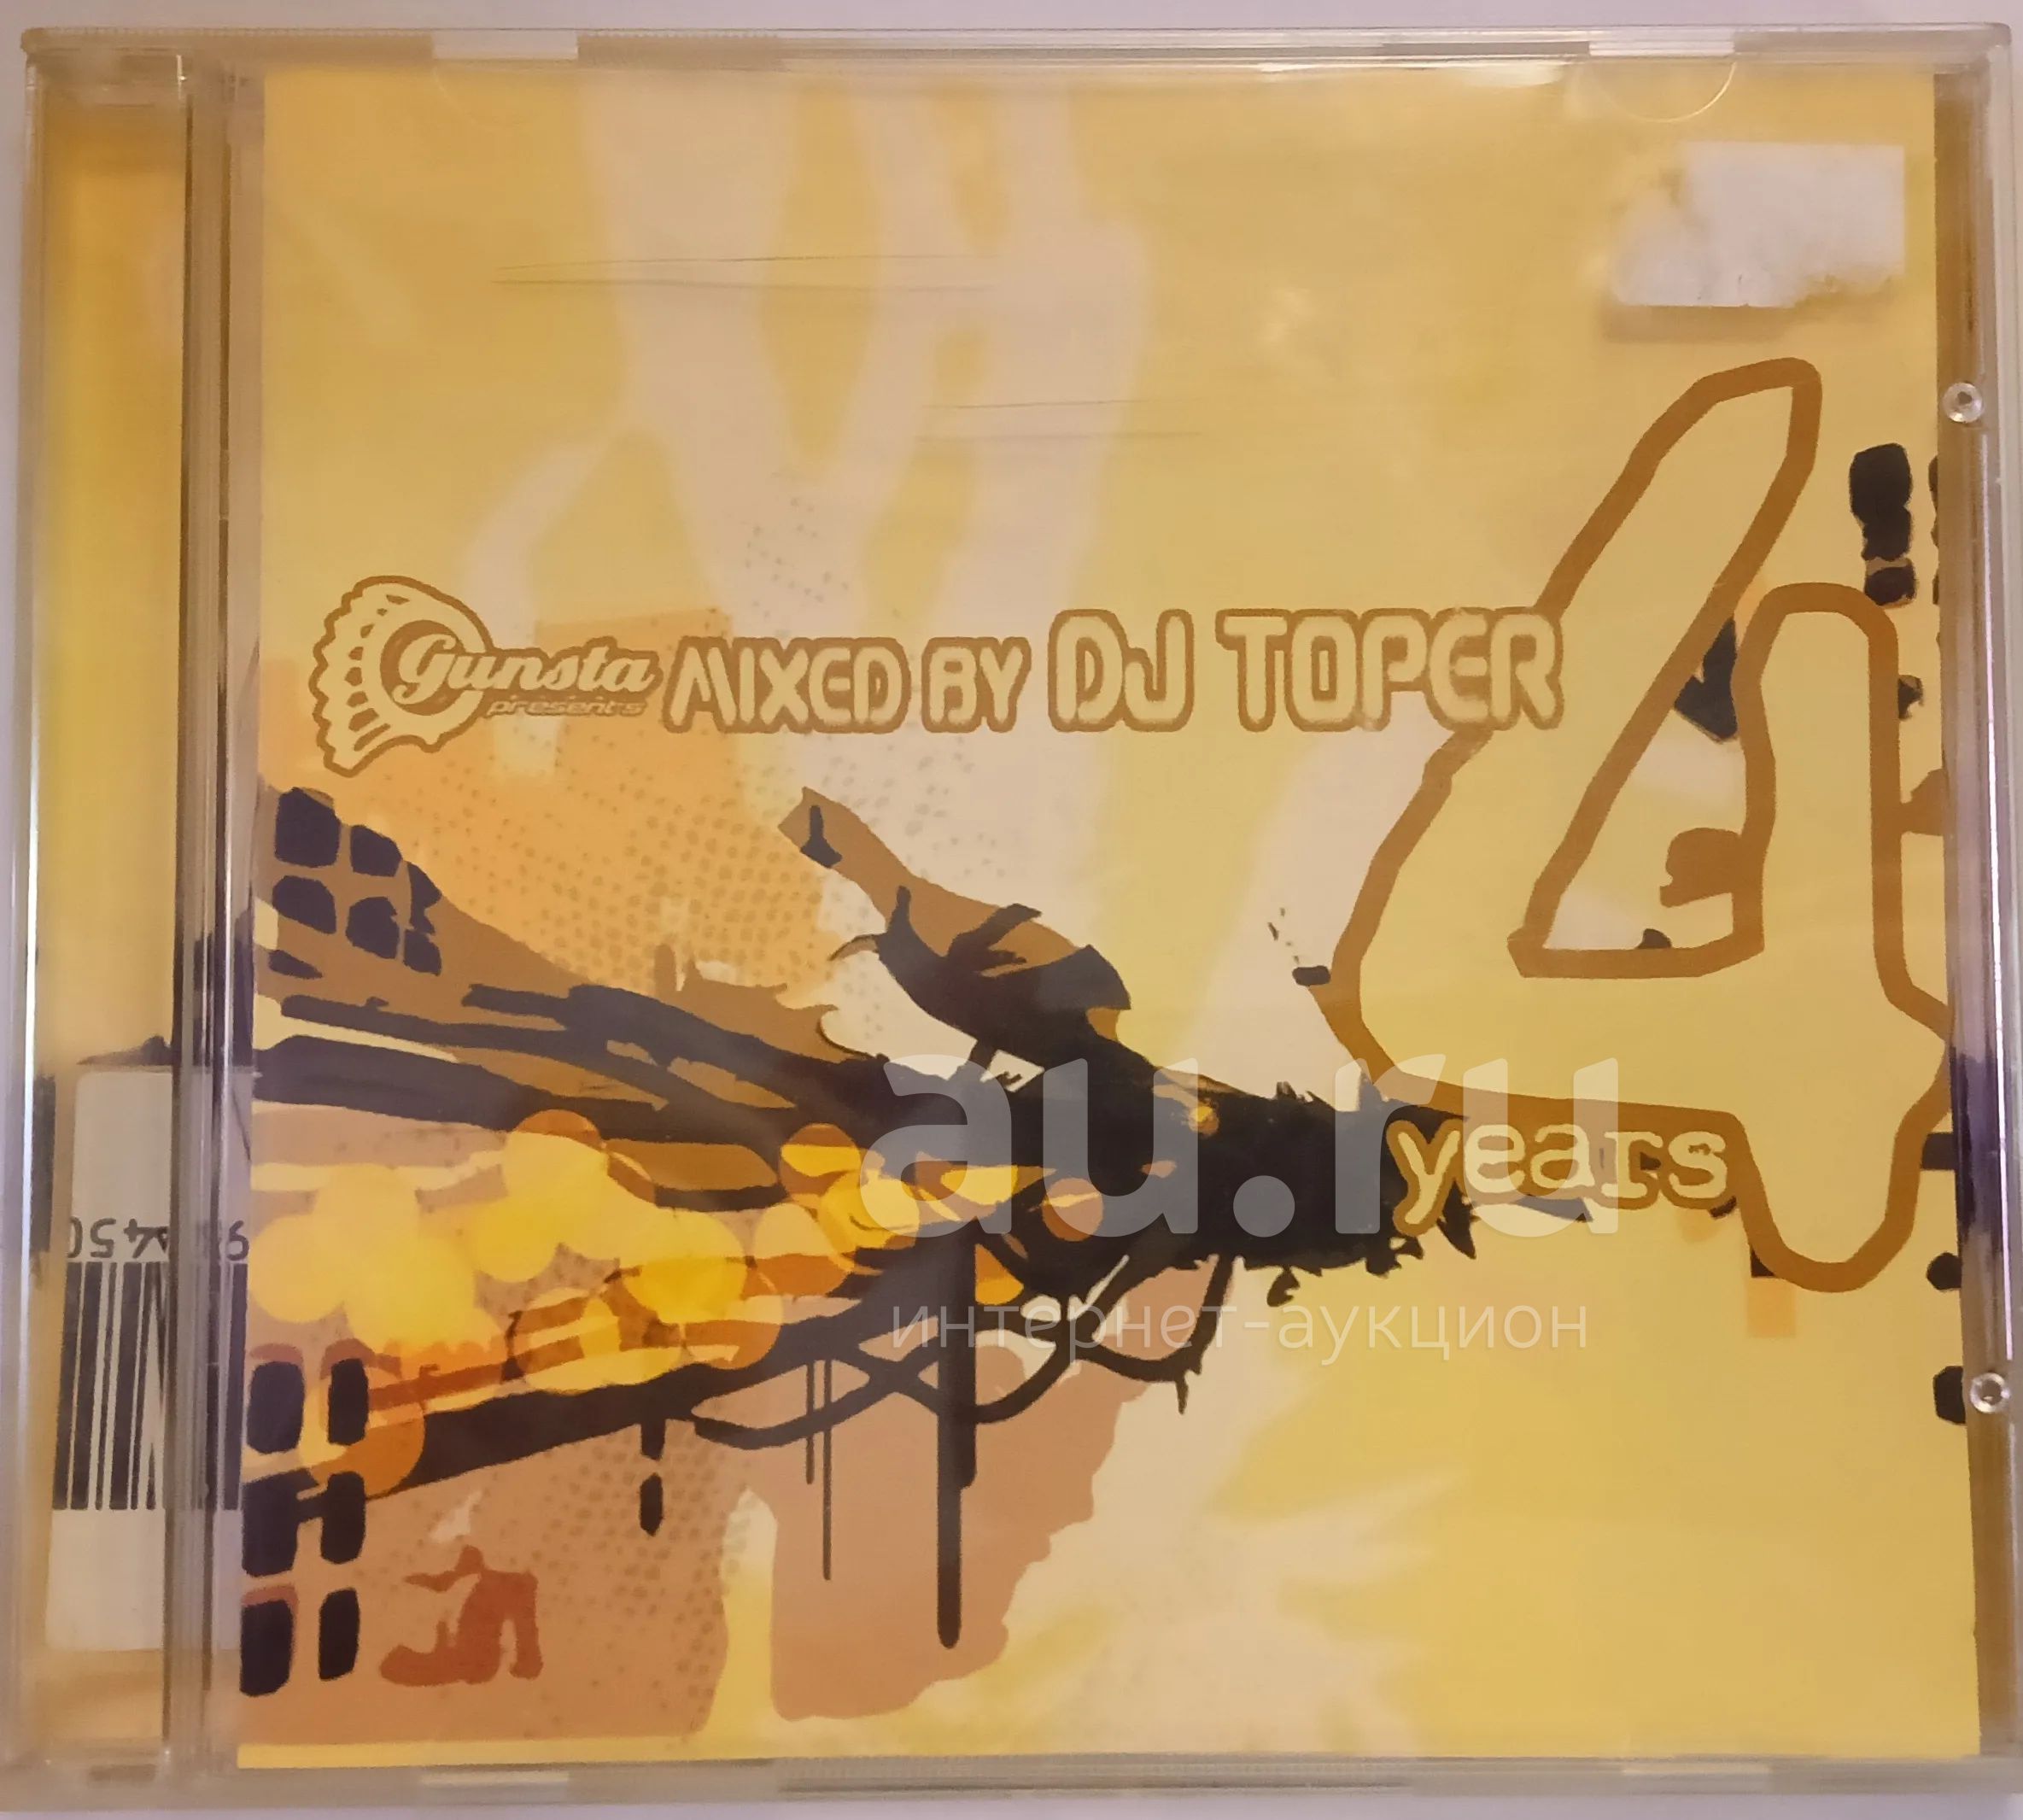 Gunsta MIXED BY DJ TOPER
presents
4
years
au.ru
интернет-аукцион